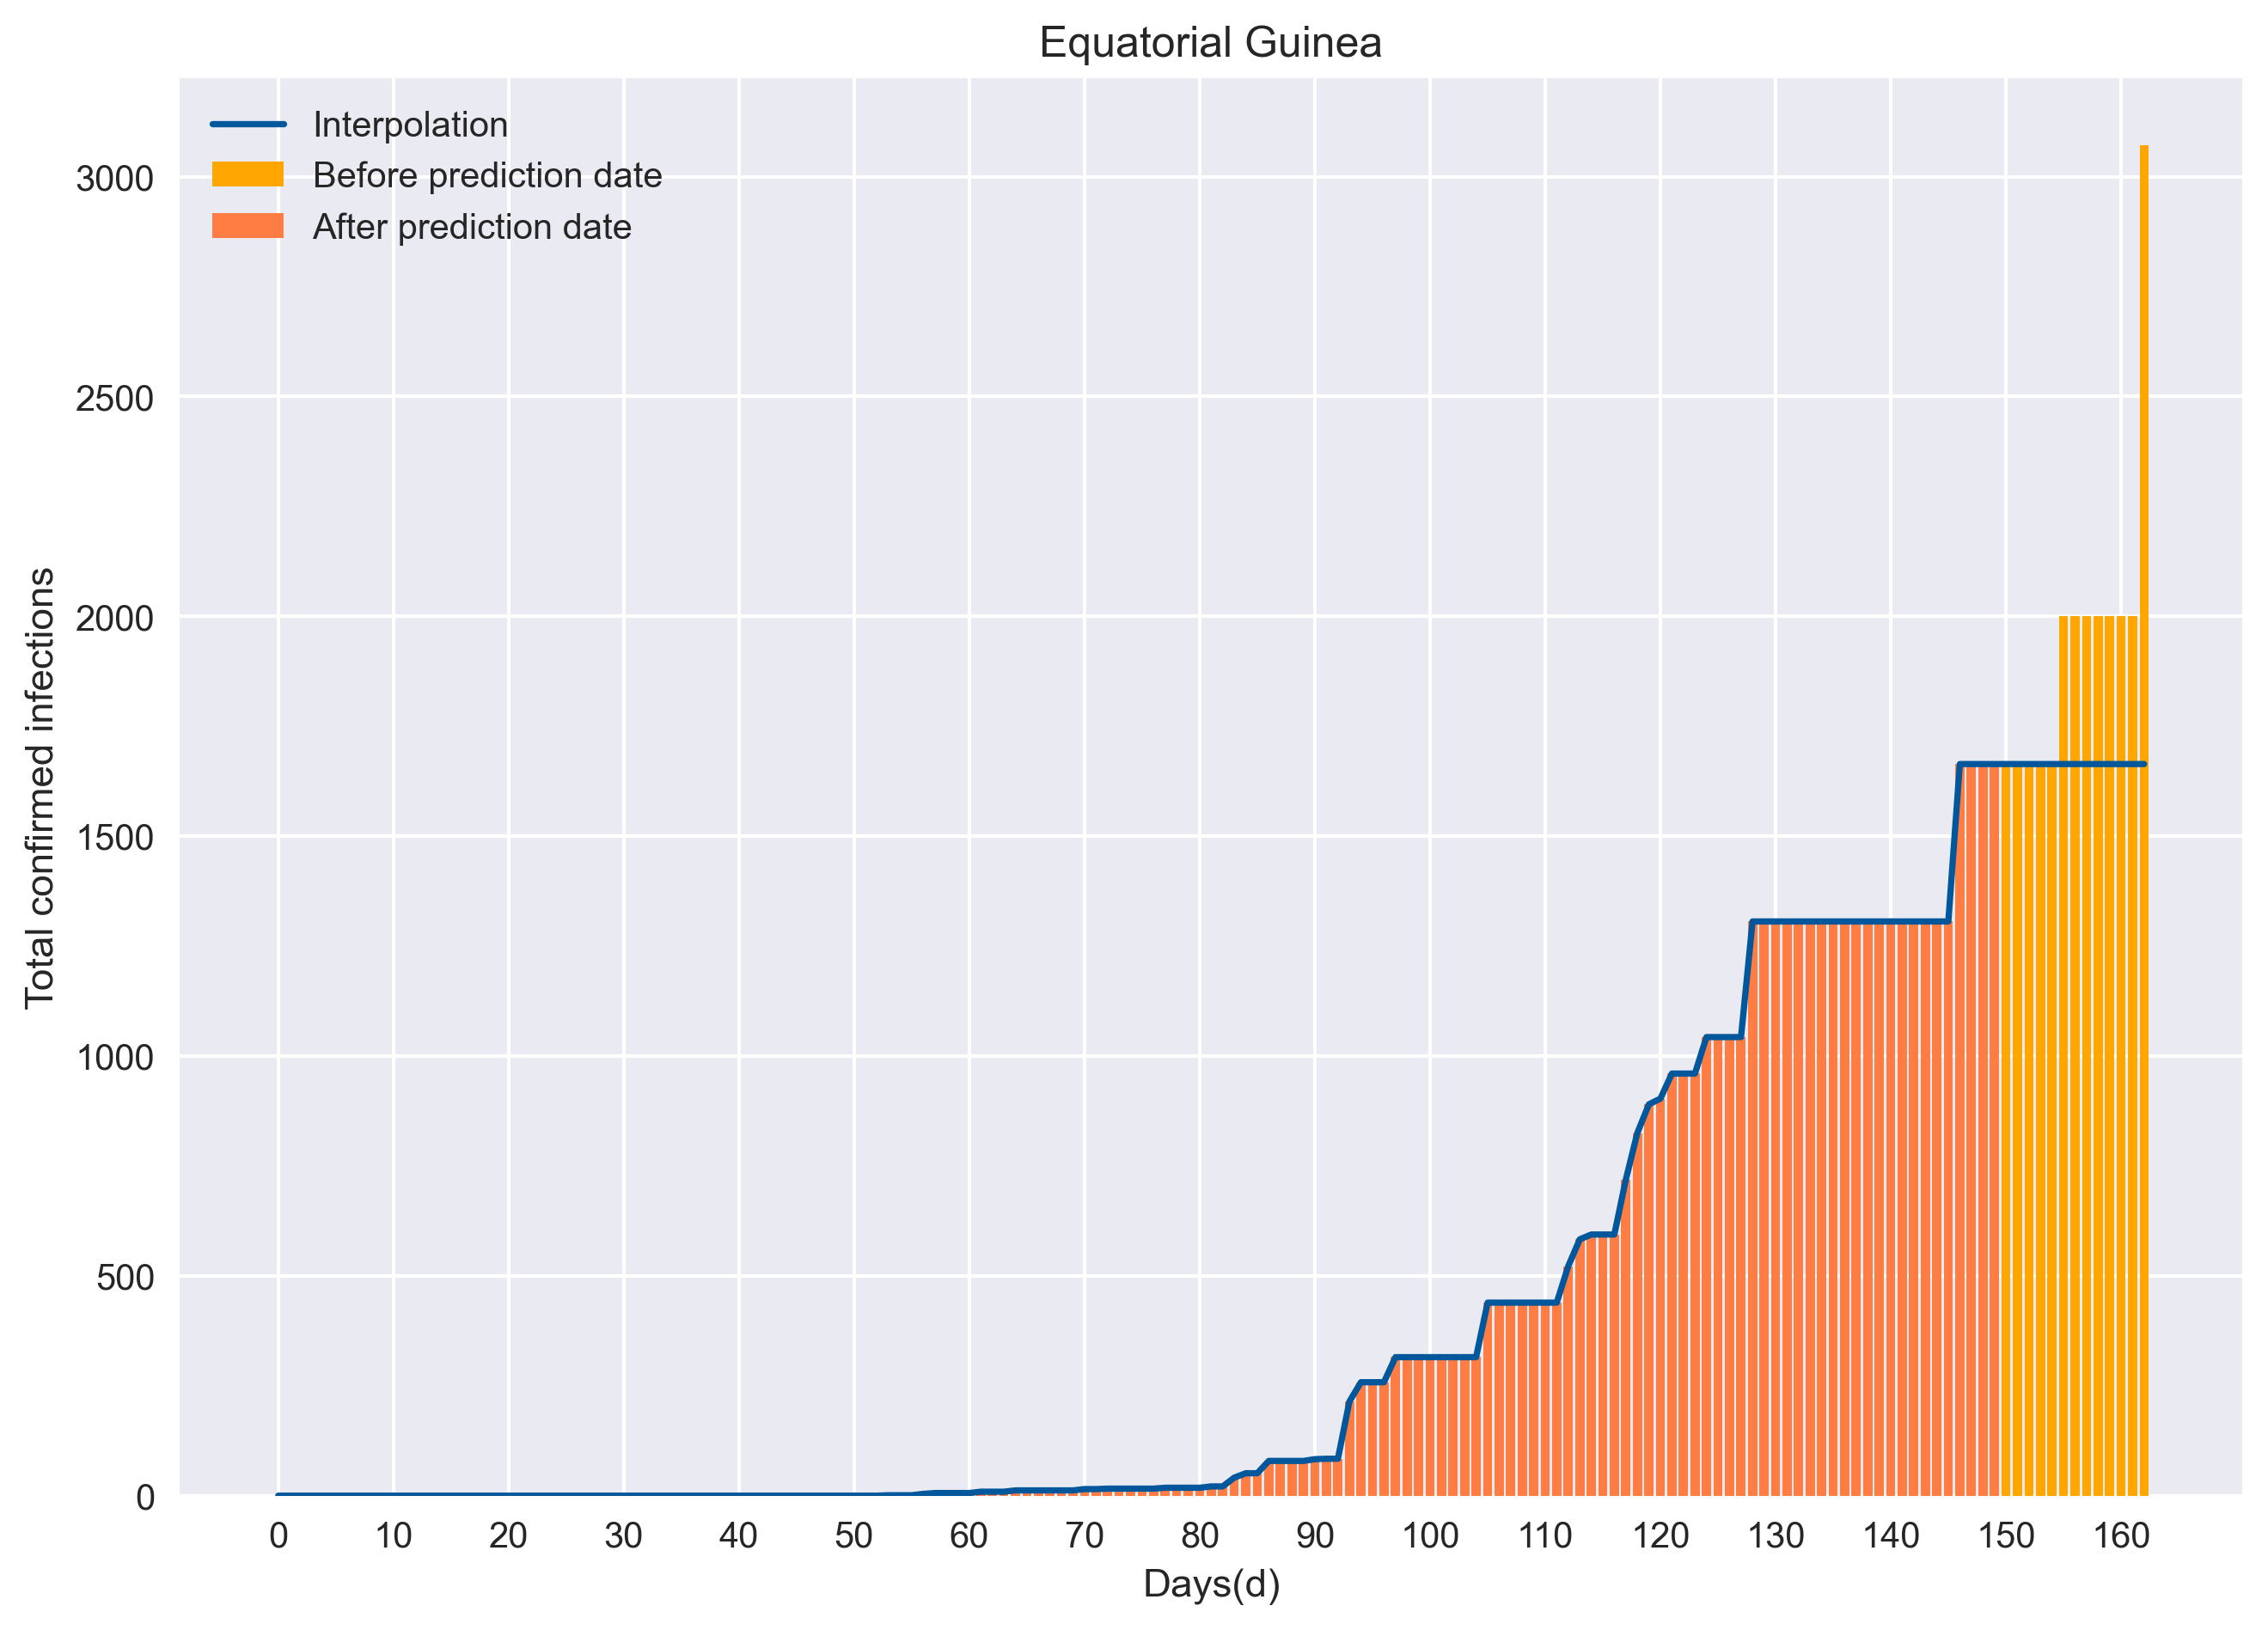 Equatorial Guinea
Interpolation
Before prediction date
After prediction date
Total confirmed infections
3000
2500
2000
1500
1000
500
0
0 10 20 30 40 50 60 70 80 90 100 110 120 130 140 150 160
Days(d)